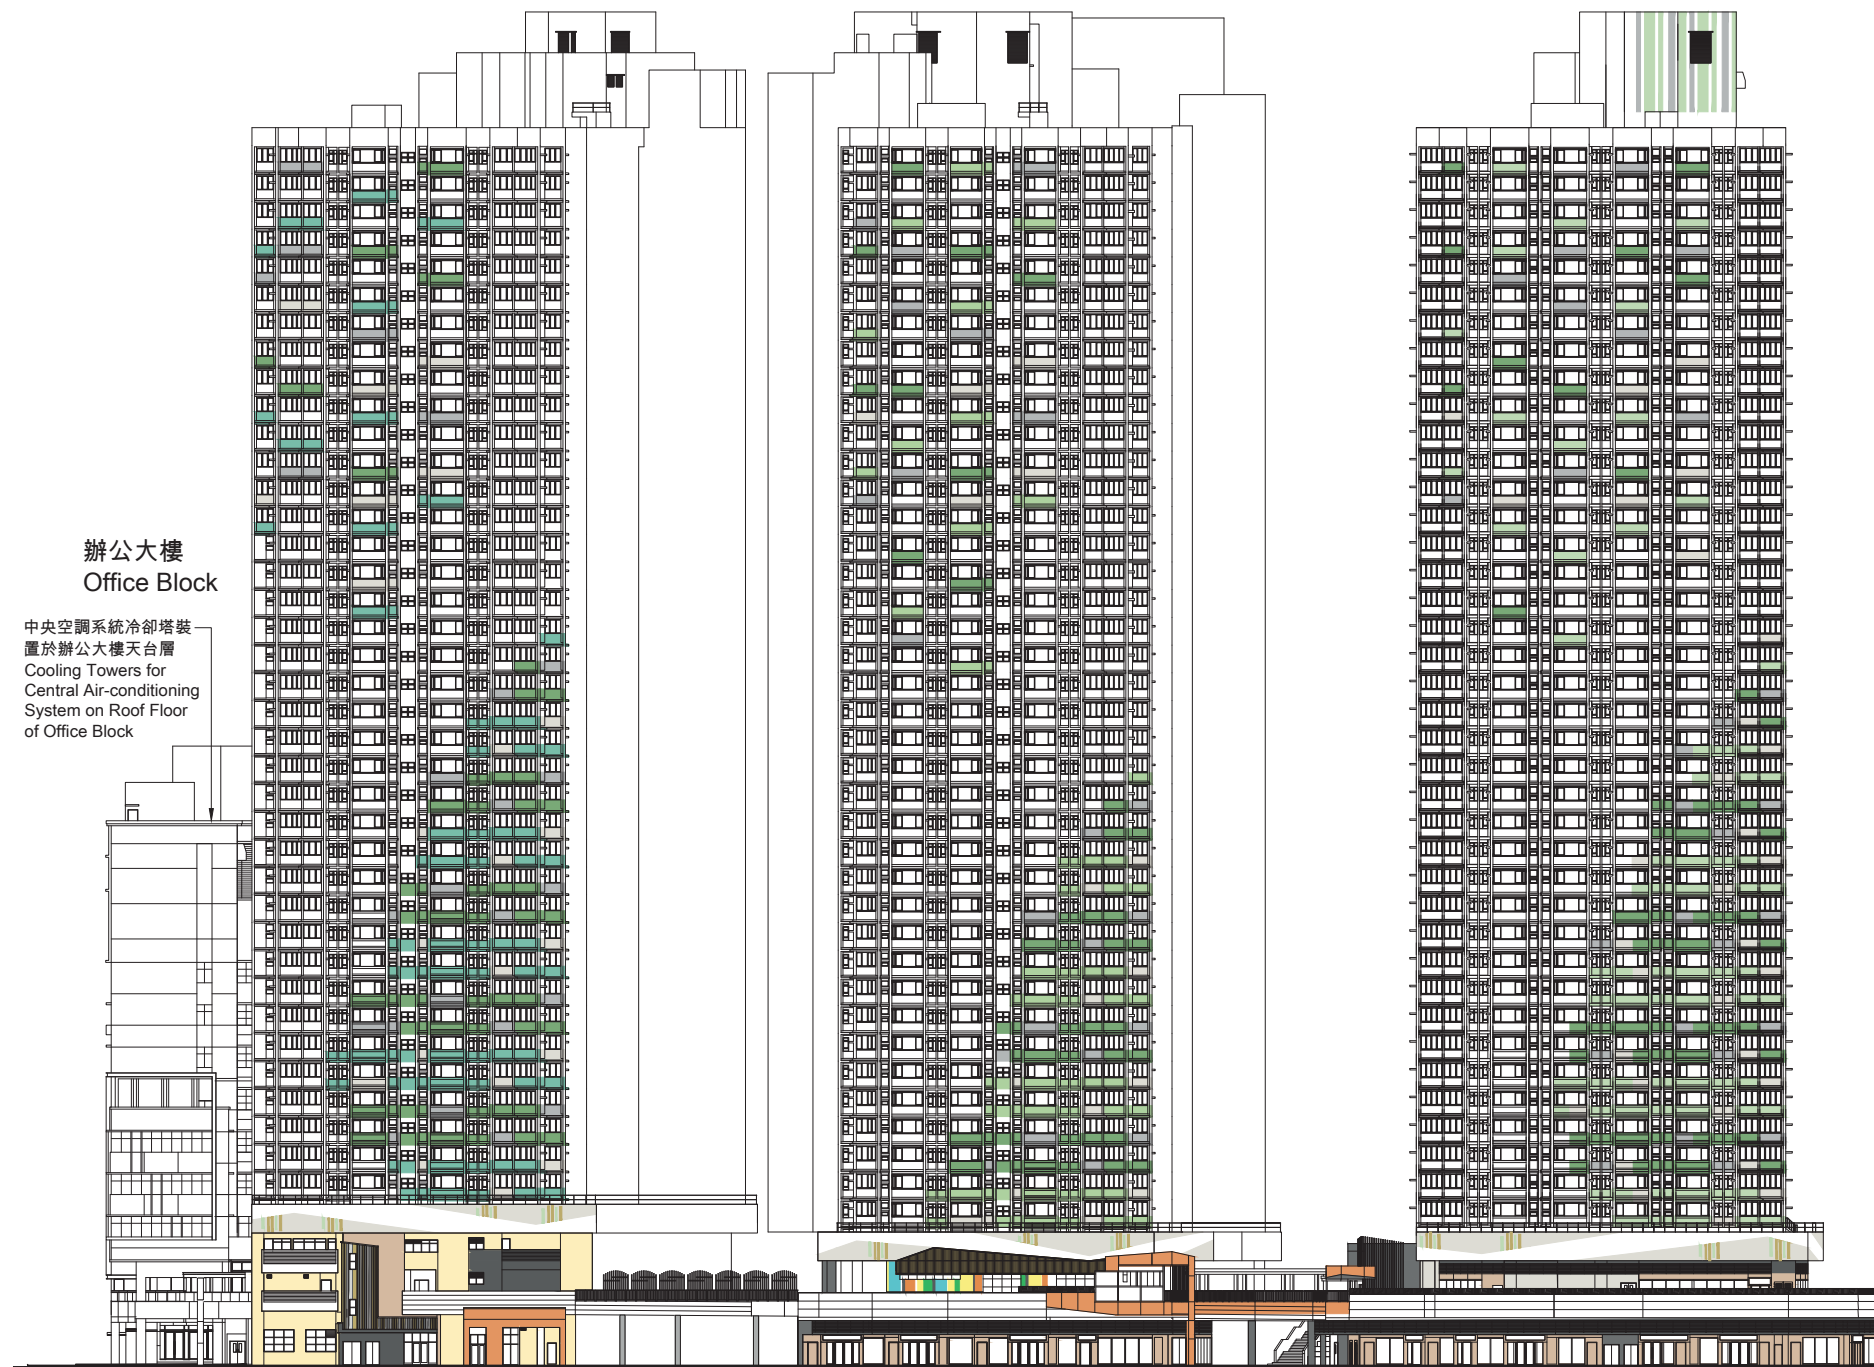 辦公大樓
Office Block
中央空調系統冷卻塔裝
置於辦公大樓天台層
Cooling Towers for
Central Air-conditioning
System on Roof Floor
of Office Block